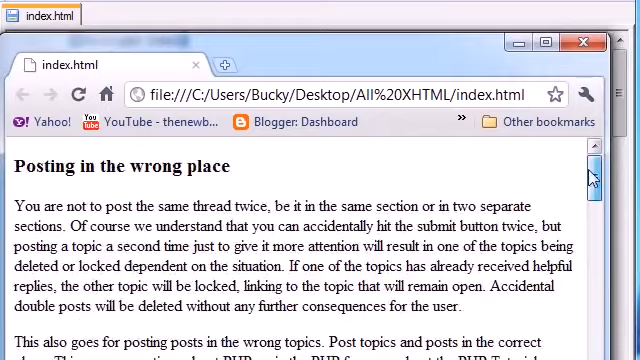 index.html
index.html
file:///C:/Users/Bucky/Desktop/All%20XHTML/index.html
Yahoo! YouTube - thenewb... Blogger: Dashboard » Other bookmarks
Posting in the wrong place
You are not to post the same thread twice, be it in the same section or in two separate
sections. Of course we understand that you can accidentally hit the submit button twice, but
posting a topic a second time just to give it more attention will result in one of the topics being
deleted or locked dependent on the situation. If one of the topics has already received helpful
replies, the other topic will be locked, linking to the topic that will remain open. Accidental
double posts will be deleted without any further consequences for the user.
This also goes for posting posts in the wrong topics. Post topics and posts in the correct